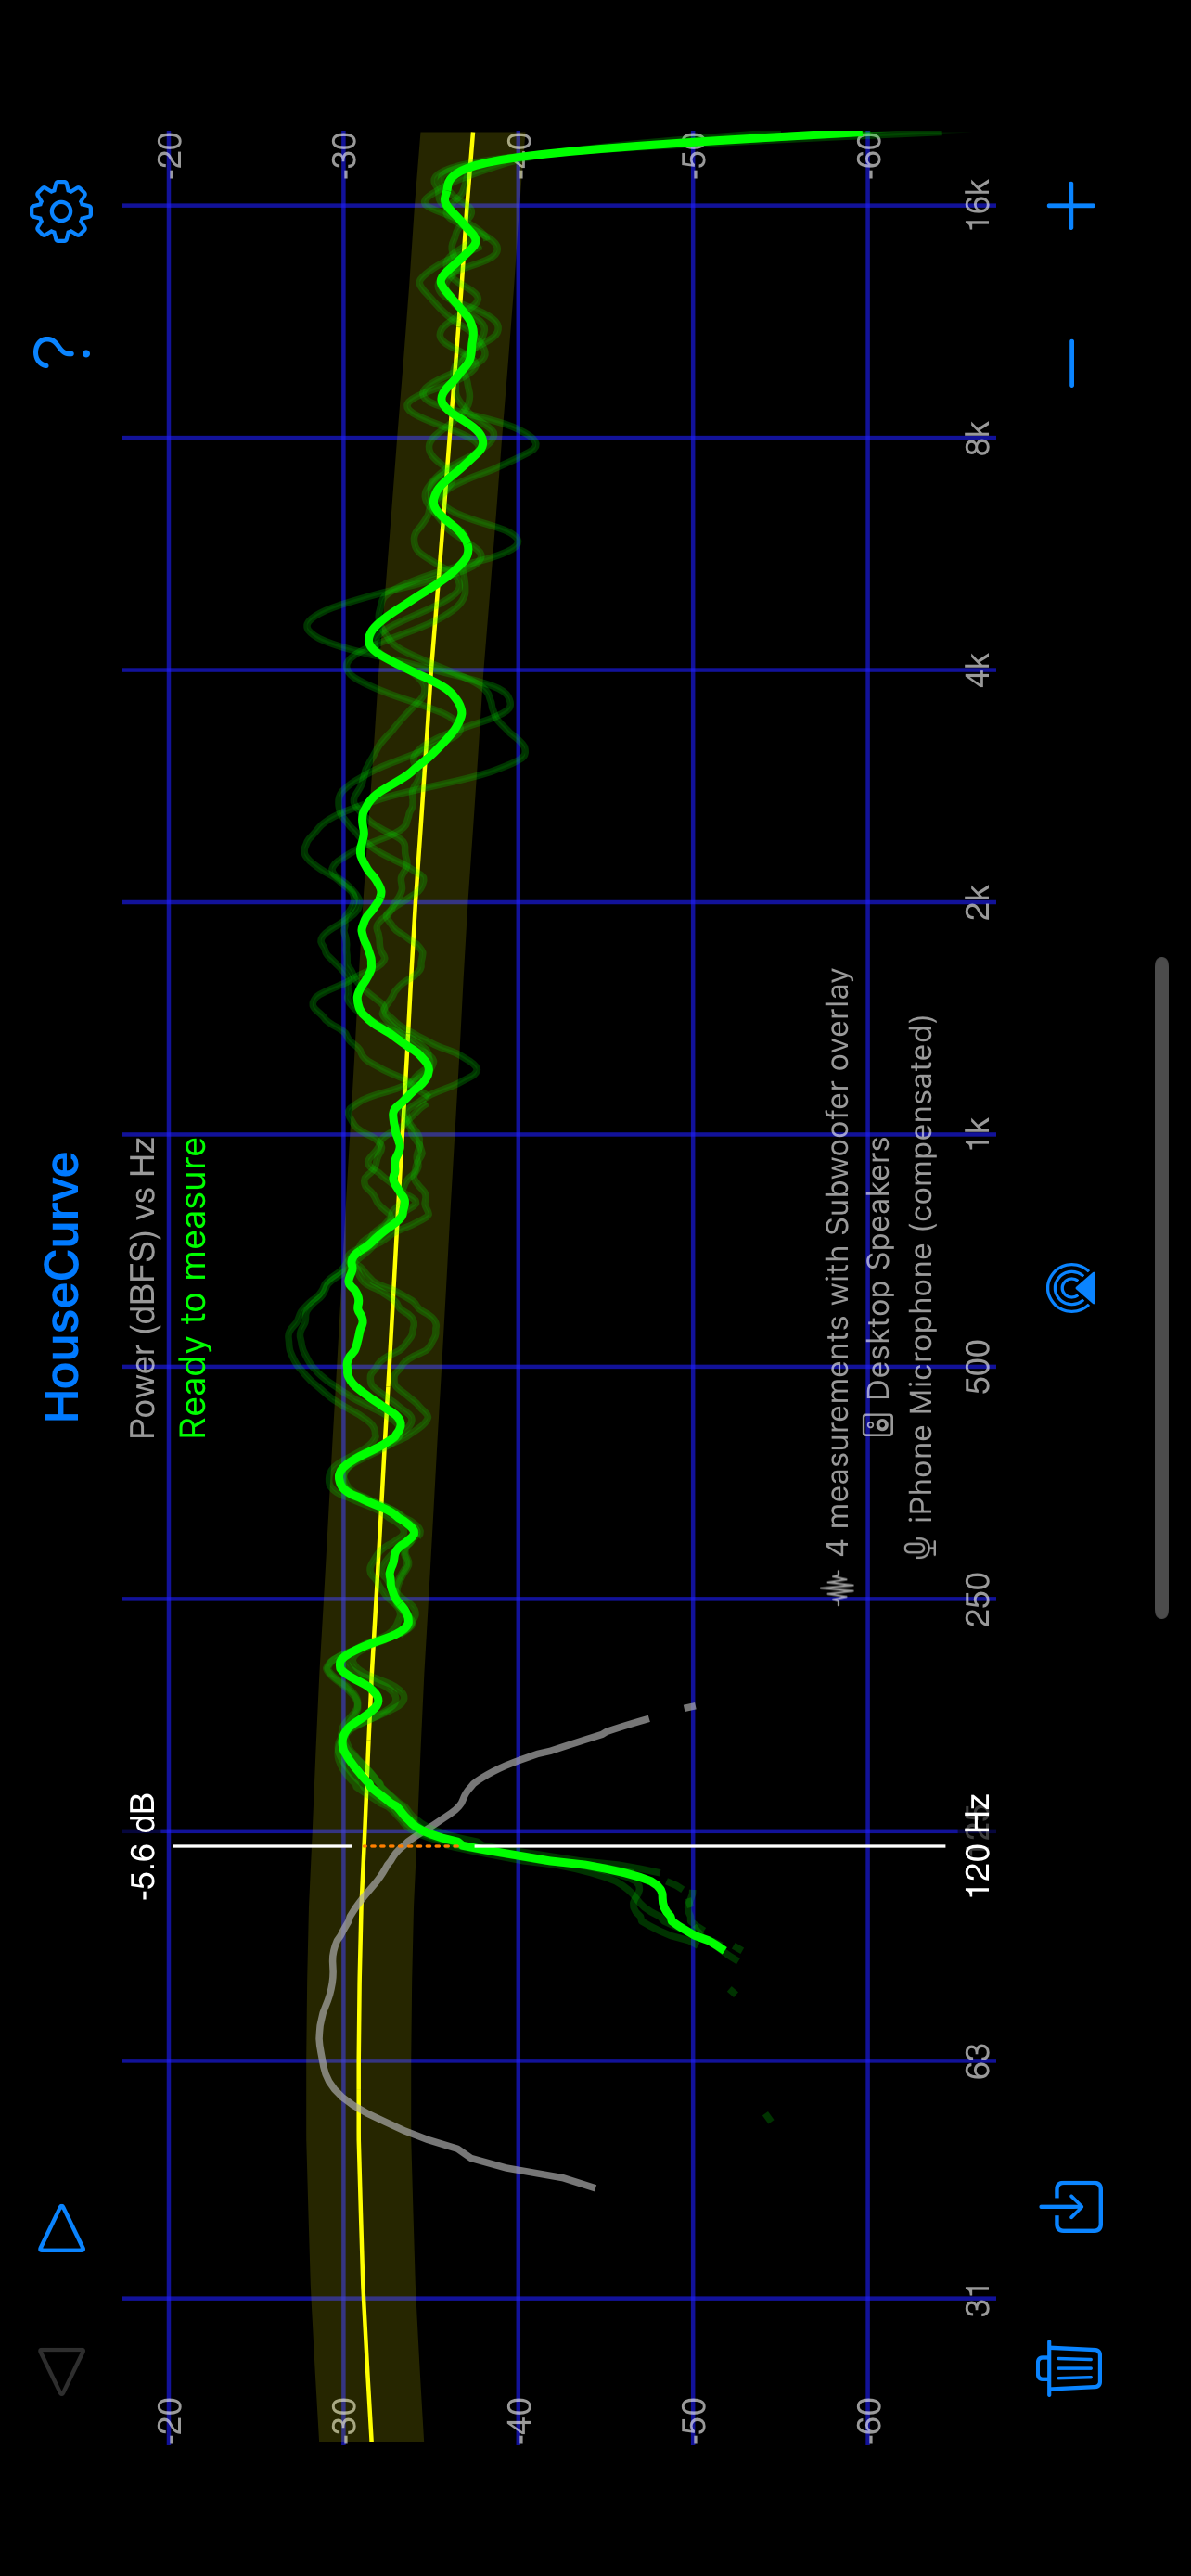 HouseCurve
?
Power (dBFS) vs Hz
Ready to measure
-5.6 dB
-20
-20
-30
-30
-40
-40
-50
-50
-60
-60
4 measurements with Subwoofer overlay
Desktop Speakers
iPhone Microphone (compensated)
31
63
120 Hz
250
500
1k
2k
4k
8k
16k